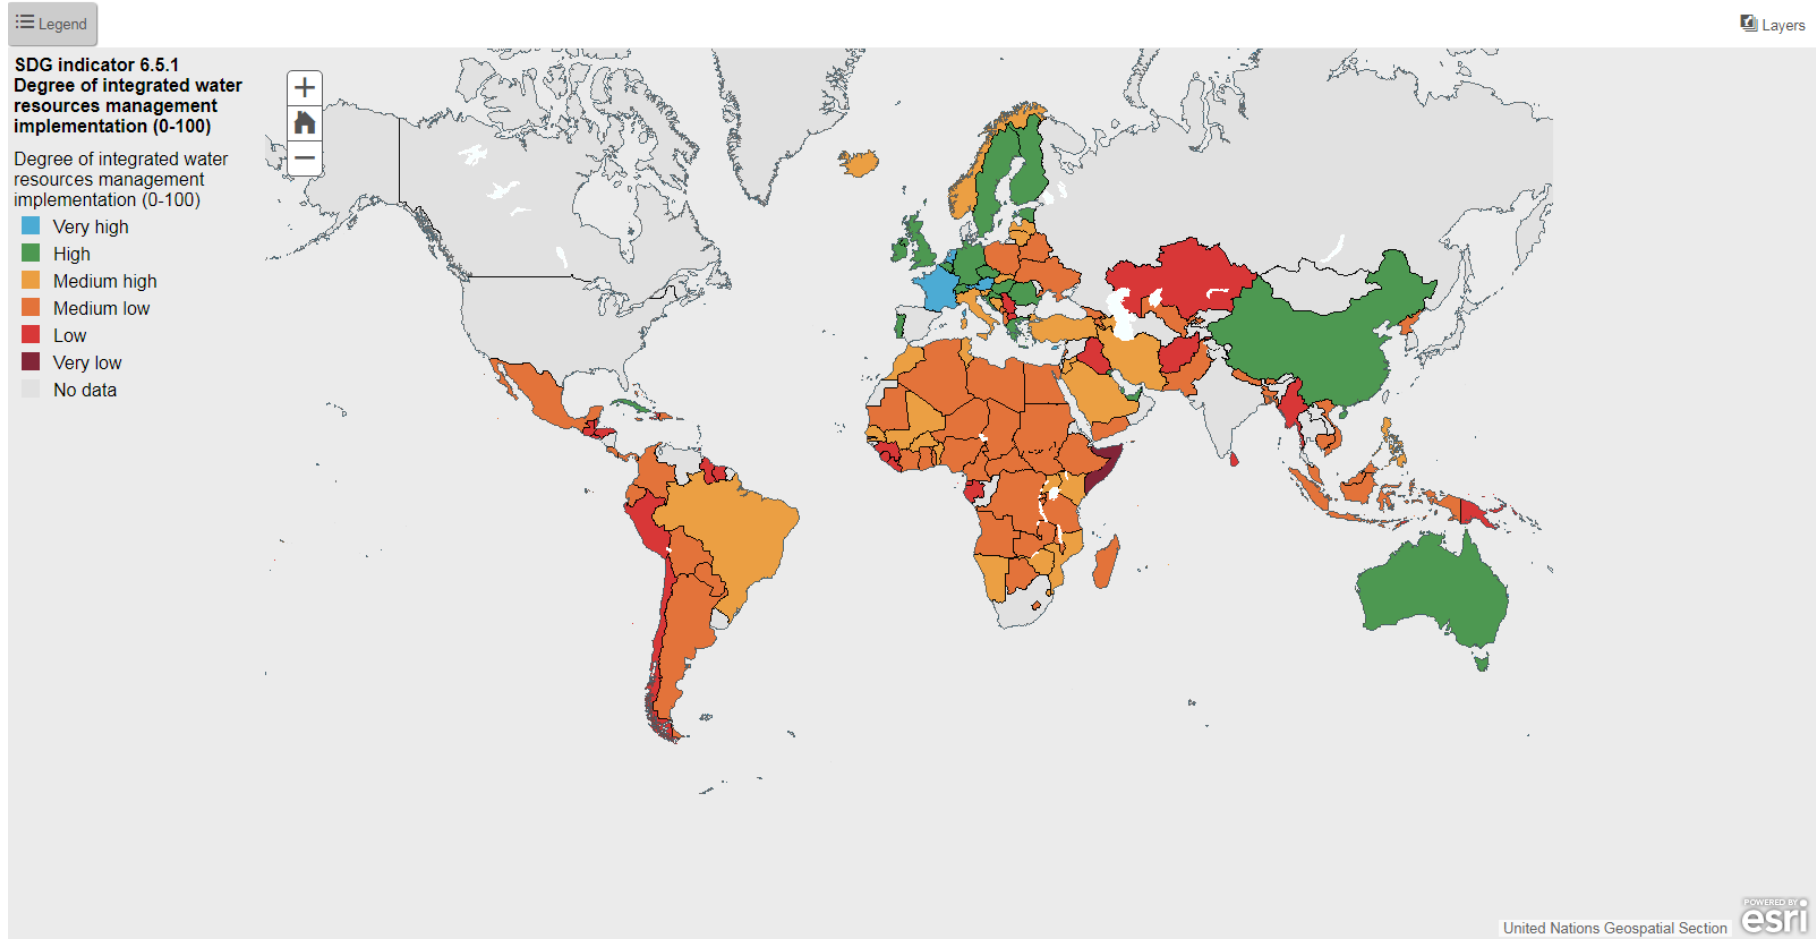 Legend
Layers
SDG indicator 6.5.1
Degree of integrated water
resources management
implementation (0-100)
Degree of integrated water
resources management
implementation (0-100)
Very high
High
Medium high
Medium low
Low
Very low
No data
United Nations Geospatial Section
POWERED BY
esri